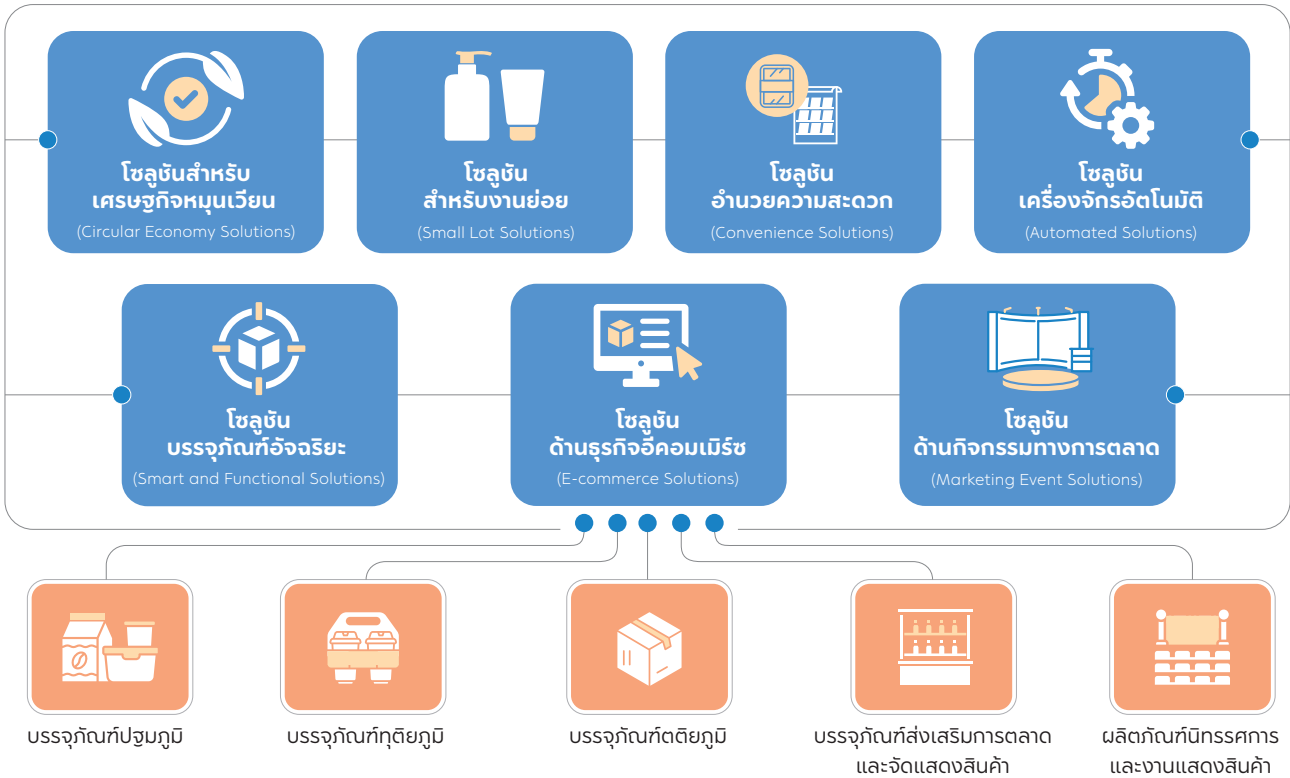 โซลูชันสำหรับ
เศรษฐกิจหมุนเวียน
(Circular Economy Solutions)
โซลูชัน
สำหรับงานย่อย
(Small Lot Solutions)
โซลูชัน
อำนวยความสะดวก
(Convenience Solutions)
โซลูชัน
เครื่องจักรอัตโนมัติ
(Automated Solutions)
โซลูชัน
บรรจุภัณฑ์อัจฉริยะ
(Smart and Functional Solutions)
โซลูชัน
ด้านธุรกิจอีคอมเมิร์ซ
(E-commerce Solutions)
โซลูชัน
ด้านกิจกรรมทางการตลาด
(Marketing Event Solutions)
บรรจุภัณฑ์ปฐมภูมิ
บรรจุภัณฑ์ทุติยภูมิ
บรรจุภัณฑ์ตติยภูมิ
บรรจุภัณฑ์ส่งเสริมการตลาด
และจัดแสดงสินค้า
ผลิตภัณฑ์นิทรรศการ
และงานแสดงสินค้า